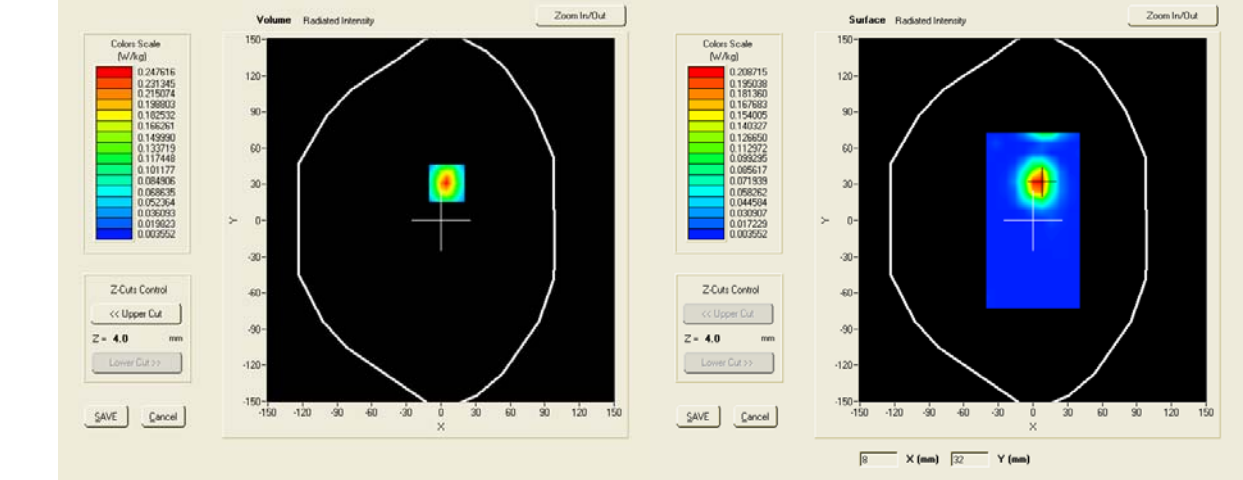 Volume Radiated Intensity
Zoom In/Out
Colors Scale
(W/kg)
0.247616
0.231345
0.215074
0.198803
0.182532
0.166261
0.149990
0.133719
0.117448
0.101177
0.084906
0.068635
0.052364
0.036093
0.019823
0.003552
Z-Cuts Control
<< Upper Cut
Z = 4.0 mm
Lower Cut >>
SAVE
Cancel
150
120
90
60
30
0
-30
-60
-90
-120
-150
Y
-150 -120 -90 -60 -30 0 30 60 90 120 150
X
Surface Radiated Intensity
Zoom In/Out
Colors Scale
(W/kg)
0.208715
0.195038
0.181360
0.167683
0.154005
0.140327
0.126650
0.112972
0.099295
0.085617
0.071939
0.058262
0.044584
0.030907
0.017229
0.003552
Z-Cuts Control
<< Upper Cut
Z = 4.0 mm
Lower Cut >>
SAVE
Cancel
150
120
90
60
30
0
-30
-60
-90
-120
-150
Y
-150 -120 -90 -60 -30 0 30 60 90 120 150
X
8 X (mm) 32 Y (mm)